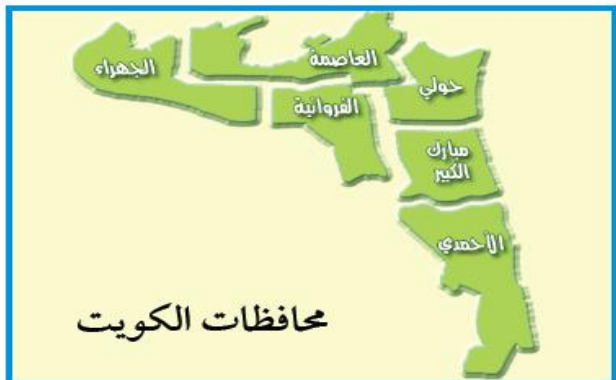 العاصمة
حولي
الجهراء
الفروانية
مبارك
الكبير
الأحمدي
محافظات الكويت